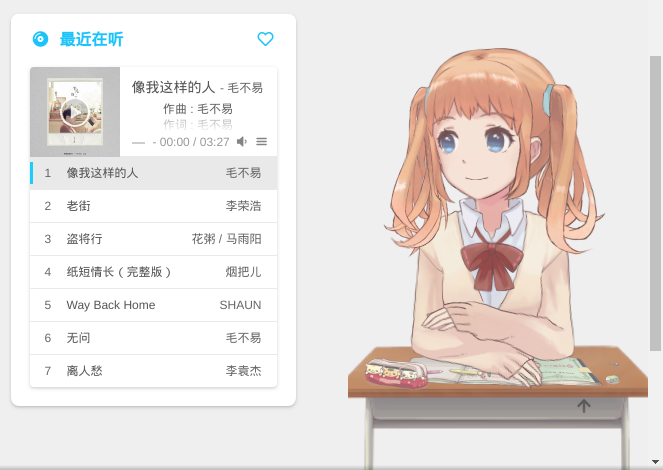 最近在听
像我这样的人 - 毛不易
作曲 : 毛不易
作词 : 毛不易
- 00:00 / 03:27
1 像我这样的人 毛不易
2 老街 李荣浩
3 盗将行 花粥 / 马雨阳
4 纸短情长（完整版） 烟把儿
5 Way Back Home SHAUN
6 无问 毛不易
7 离人愁 李袁杰